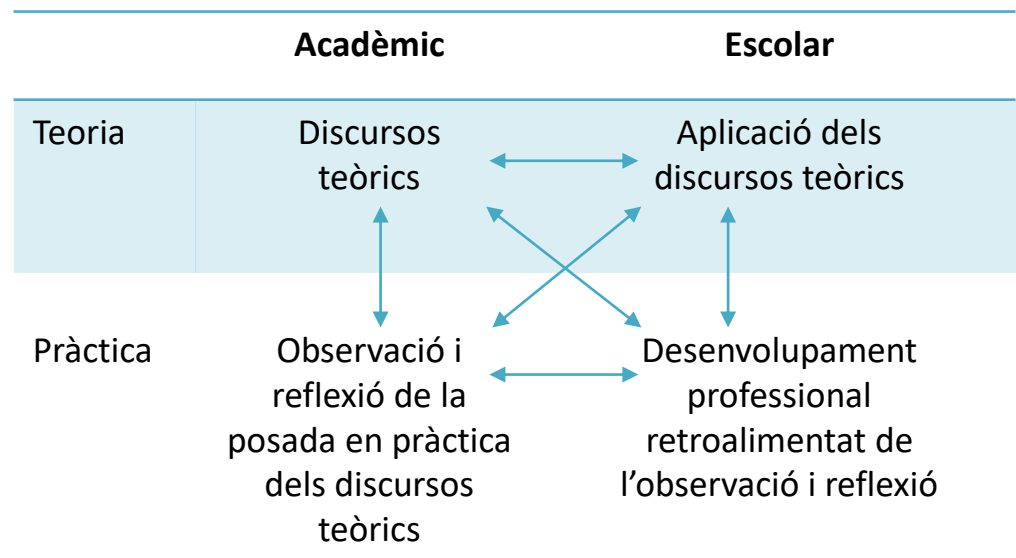 Acadèmic
Escolar
Teoria
Discursos
teòrics
Aplicació dels
discursos teòrics
Pràctica
Observació i
reflexió de la
posada en pràctica
dels discursos
teòrics
Desenvolupament
professional
retroalimentat de
l’observació i reflexió